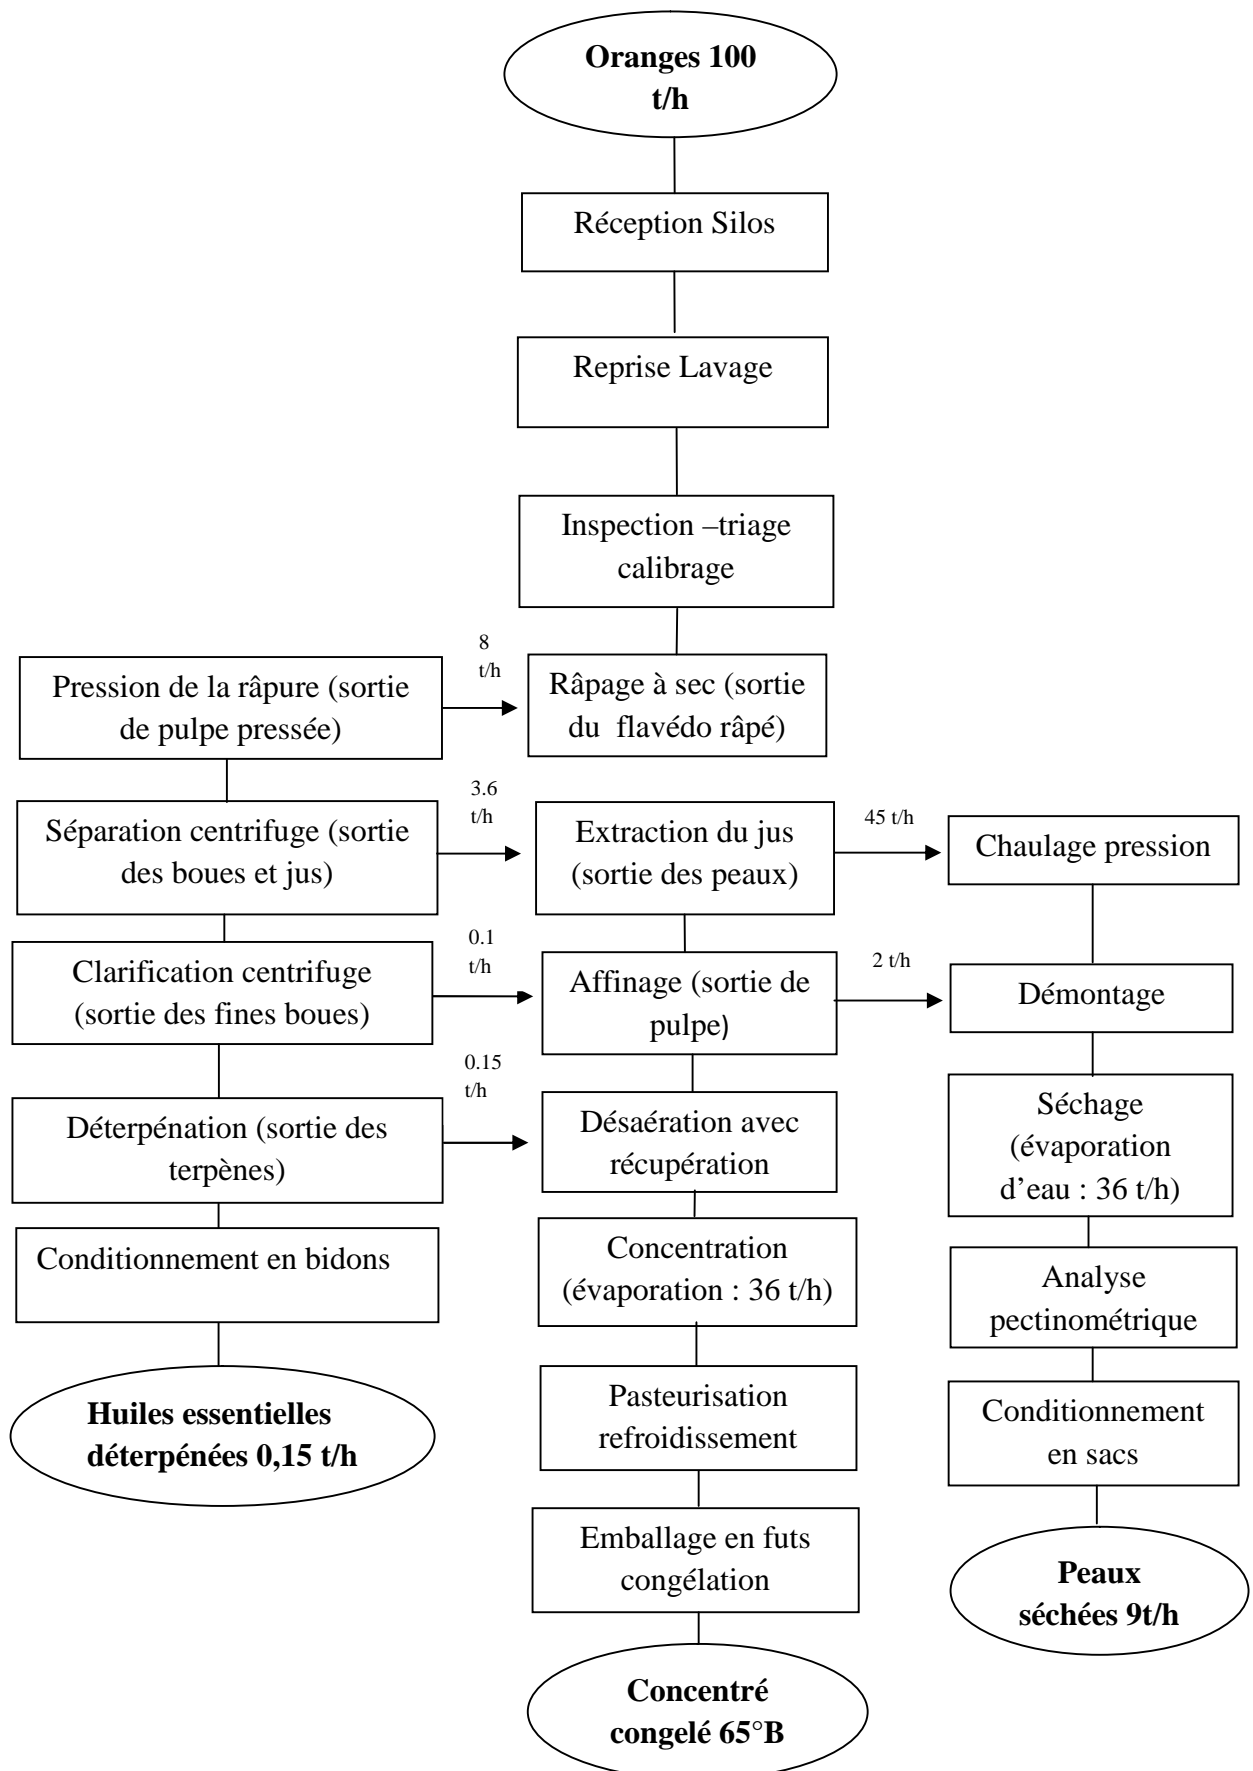 Oranges 100
t/h
Réception Silos
Reprise Lavage
Inspection –triage
calibrage
8
t/h
Pression de la râpure (sortie
de pulpe pressée)
Râpage à sec (sortie
du flavédo râpé)
3.6
t/h
Séparation centrifuge (sortie
des boues et jus)
Extraction du jus
(sortie des peaux)
45 t/h
Chaulage pression
0.1
t/h
Clarification centrifuge
(sortie des fines boues)
Affinage (sortie de
pulpe)
2 t/h
Démontage
0.15
t/h
Déterpénation (sortie des
terpènes)
Désaération avec
récupération
Séchage
(évaporation
d’eau : 36 t/h)
Conditionnement en bidons
Concentration
(évaporation : 36 t/h)
Analyse
pectinométrique
Huiles essentielles
déterpénées 0,15 t/h
Pasteurisation
refroidissement
Conditionnement
en sacs
Emballage en futs
congélation
Peaux
séchées 9t/h
Concentré
congelé 65°B